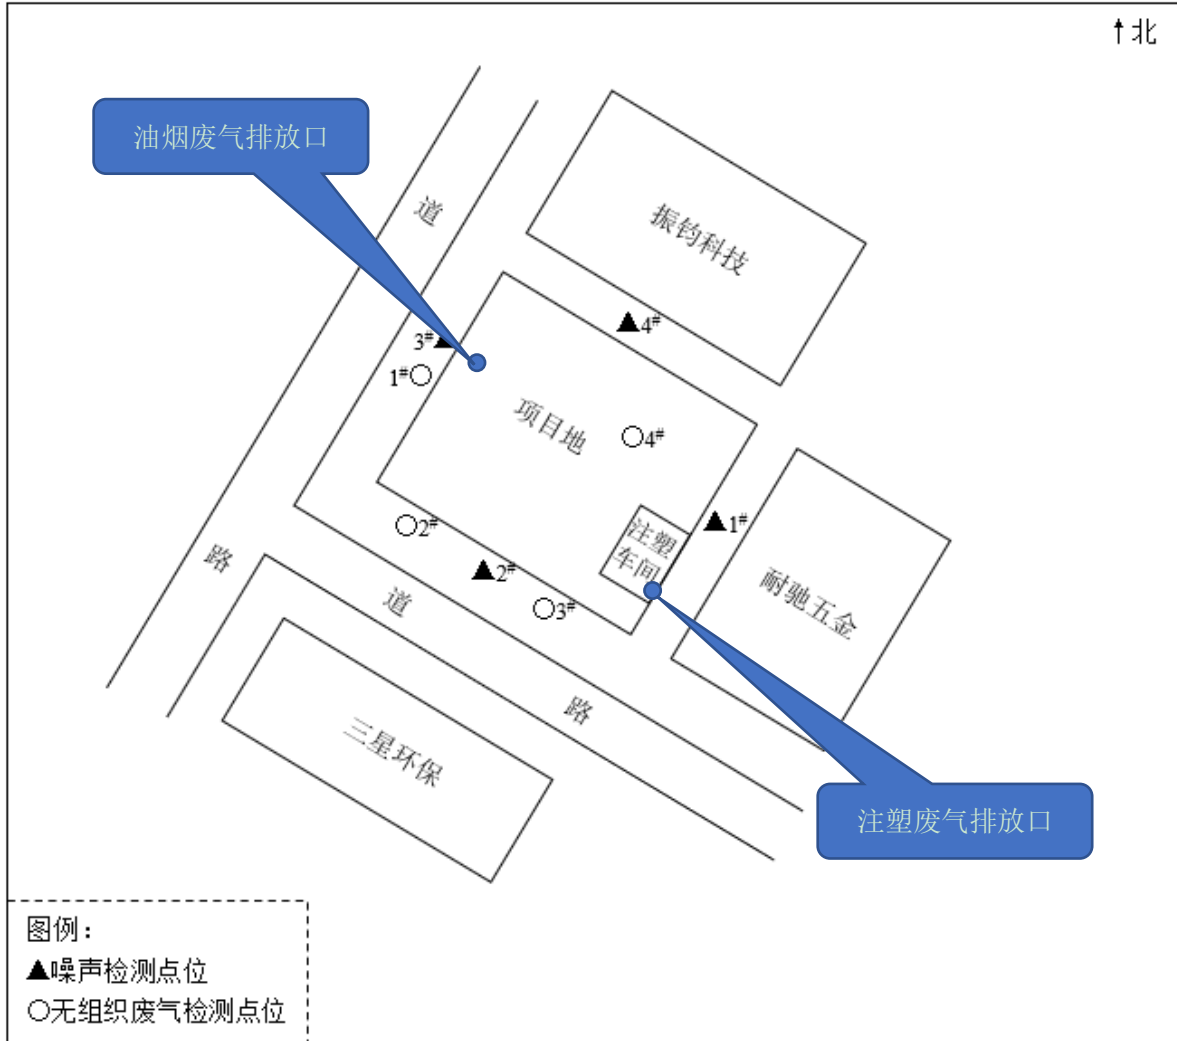 ↑北
油烟废气排放口
道
振钧科技
▲4#
3#▲
1#○
项目地
○4#
○2#
▲1#
注塑
车间
路
▲2#
道
○3#
耐驰五金
路
三星环保
注塑废气排放口
图例：
▲噪声检测点位
○无组织废气检测点位